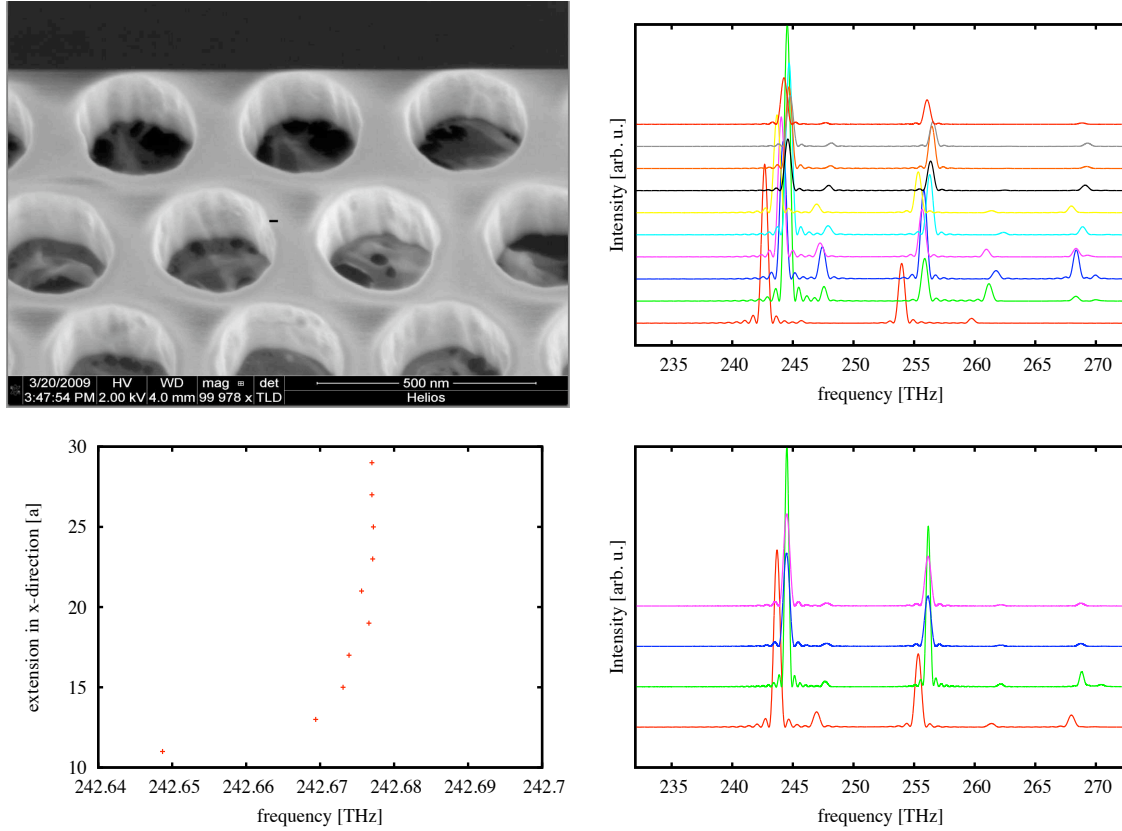 3/20/2009 HV WD mag ⊞ det 500 nm
3:47:54 PM 2.00 kV 4.0 mm 99 978 x TLD Helios
Intensity [arb. u.]
235 240 245 250 255 260 265 270
frequency [THz]
extension in x-direction [a]
30
25
20
15
10
242.64 242.65 242.66 242.67 242.68 242.69 242.7
frequency [THz]
Intensity [arb. u.]
235 240 245 250 255 260 265 270
frequency [THz]